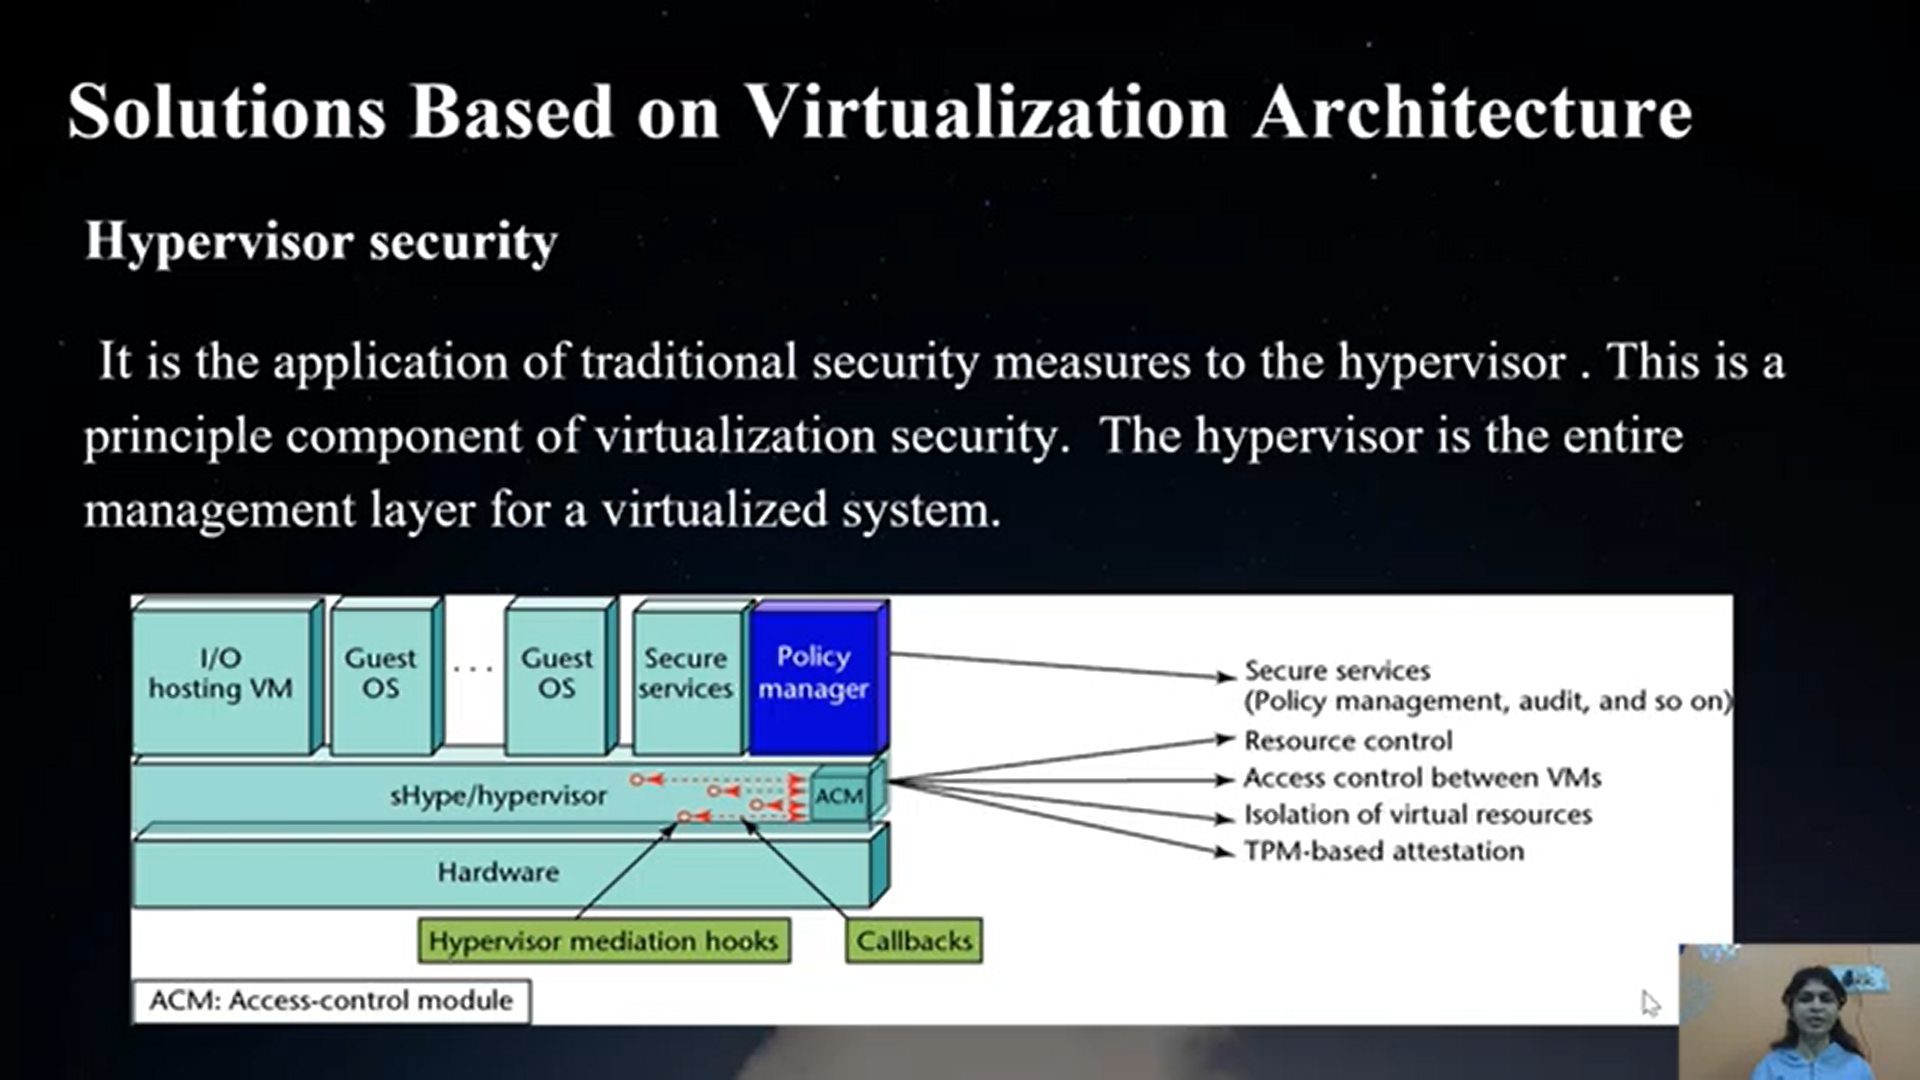 Solutions Based on Virtualization Architecture
Hypervisor security
It is the application of traditional security measures to the hypervisor . This is a
principle component of virtualization security. The hypervisor is the entire
management layer for a virtualized system.
I/O
hosting VM
Guest
OS
. . .
Guest
OS
Secure
services
Policy
manager
Secure services
(Policy management, audit, and so on)
Resource control
Access control between VMs
Isolation of virtual resources
TPM-based attestation
sHype/hypervisor
ACM
Hardware
Hypervisor mediation hooks
Callbacks
ACM: Access-control module